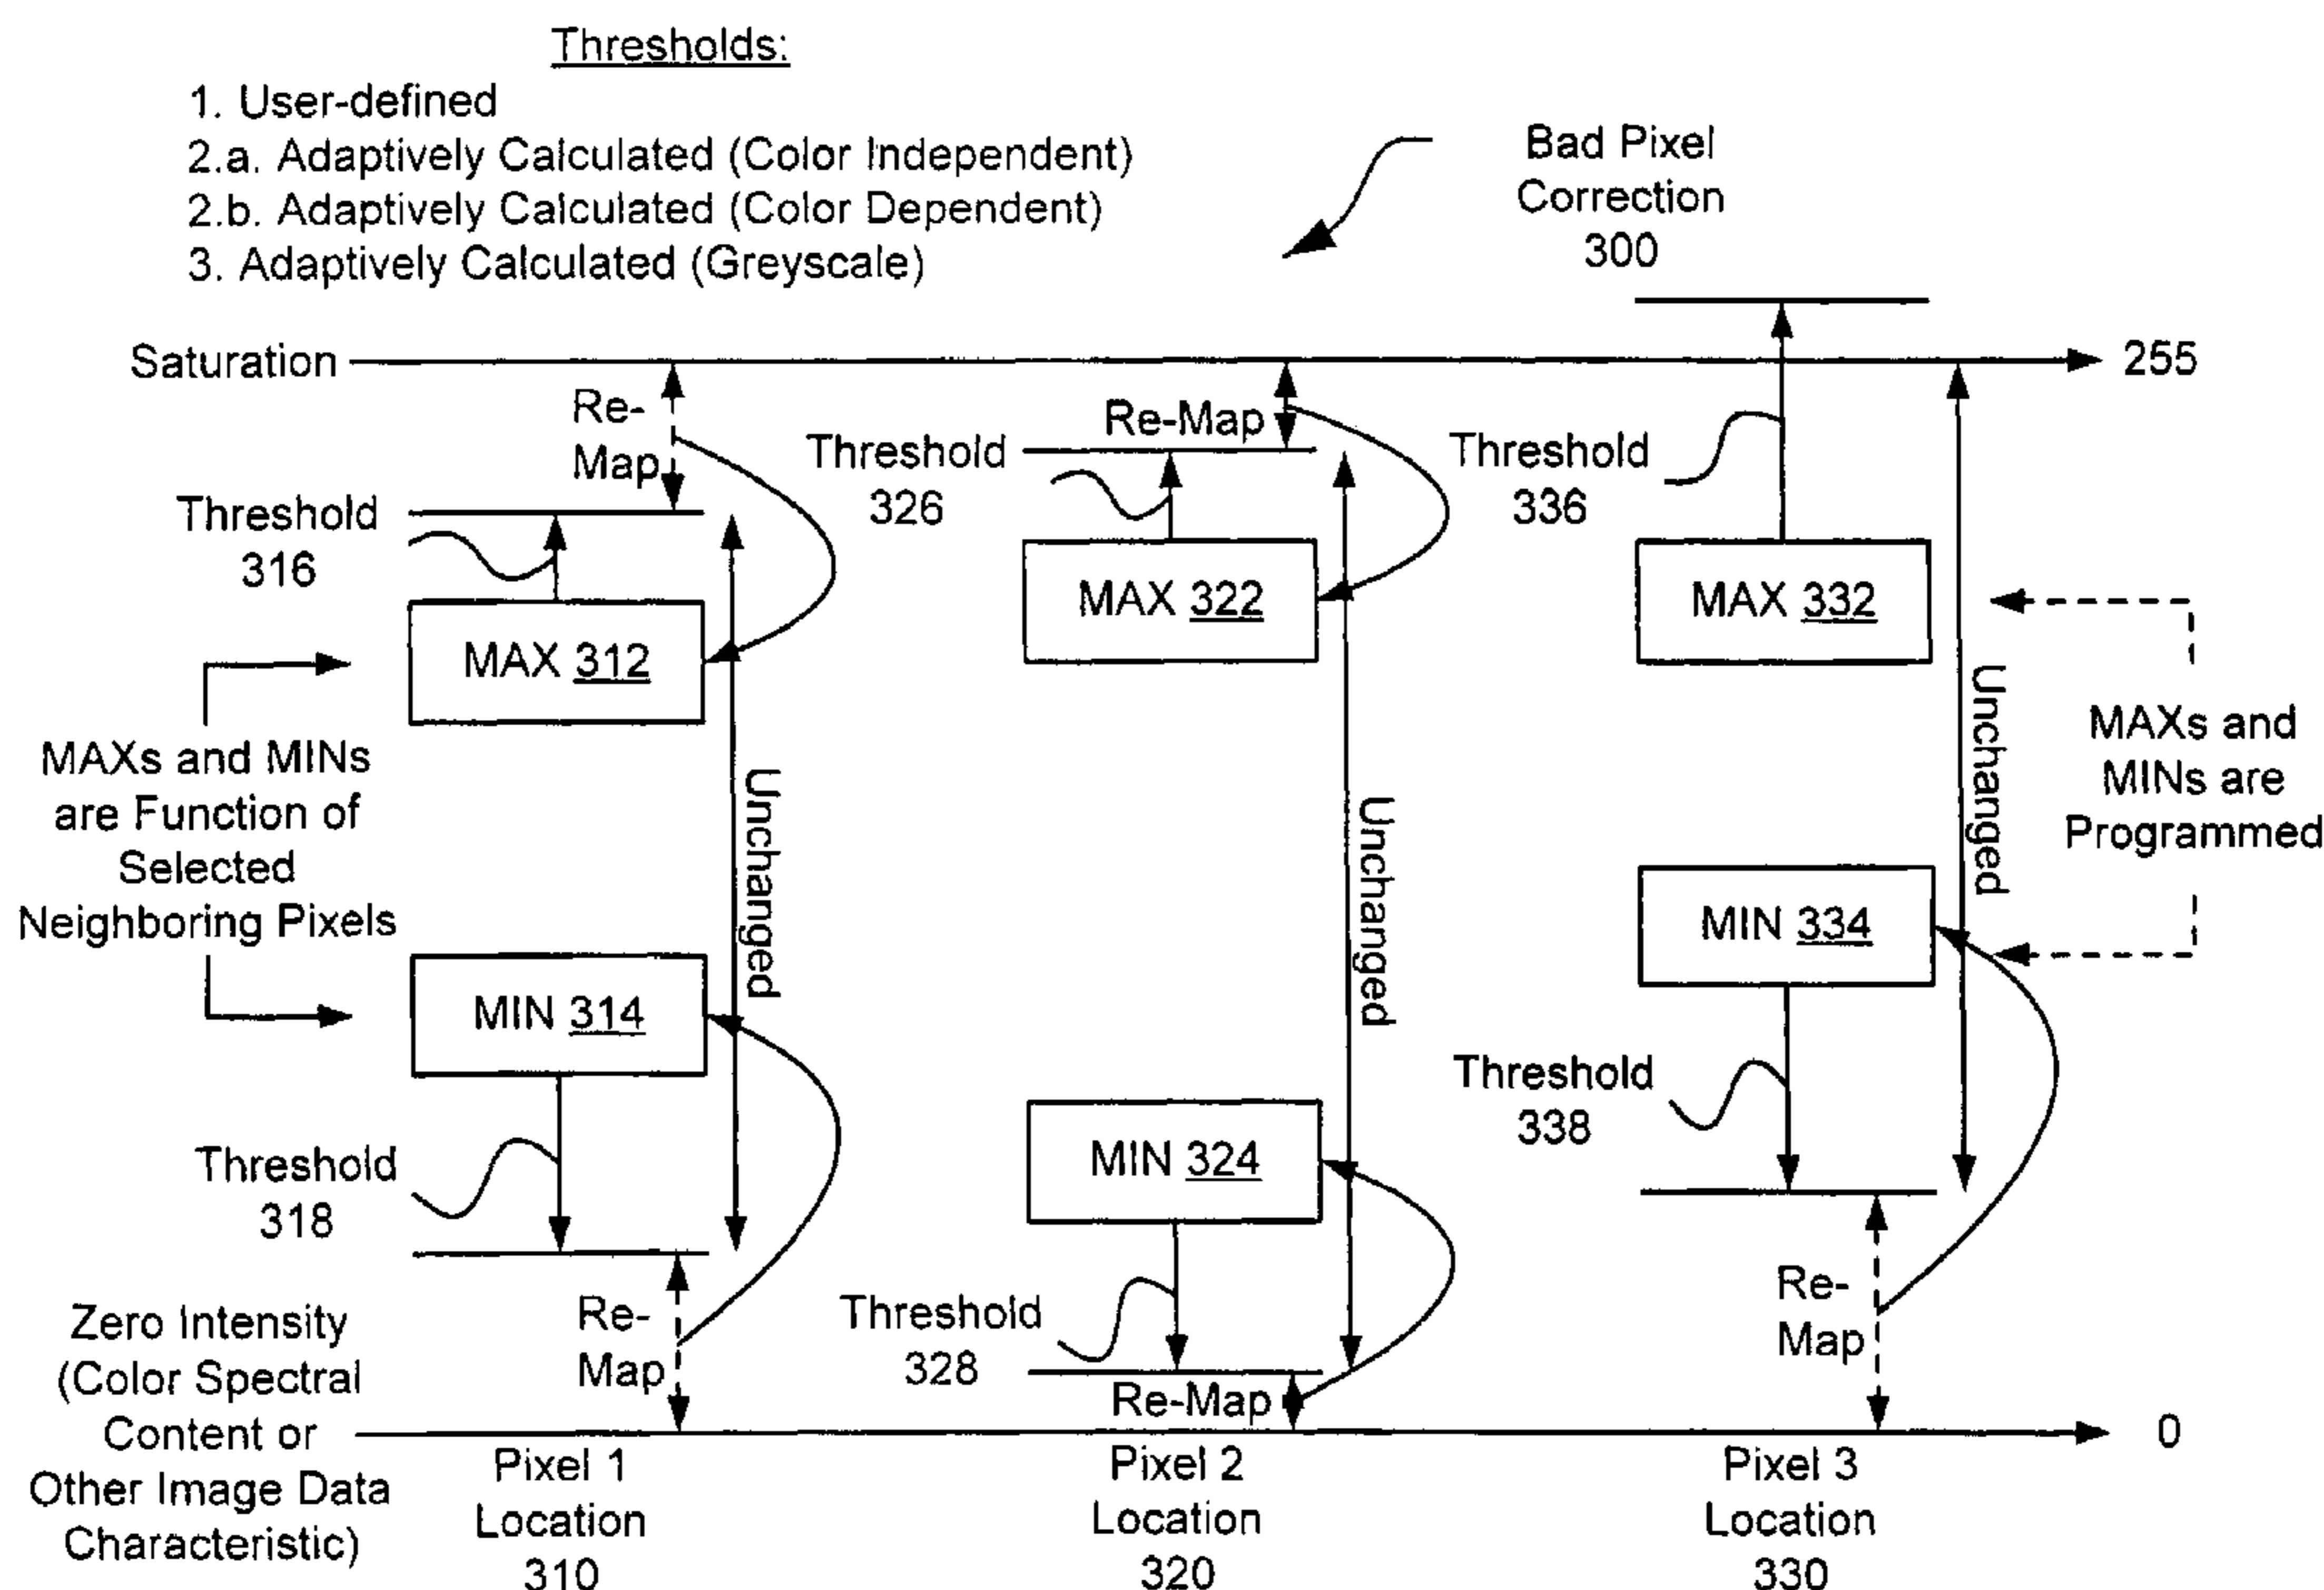 Thresholds:
1. User-defined
2.a. Adaptively Calculated (Color Independent)
2.b. Adaptively Calculated (Color Dependent)
3. Adaptively Calculated (Greyscale)
Bad Pixel
Correction
300
Saturation
255
Re-
Map
Threshold
316
MAX 312
Re-Map
Threshold
326
MAX 322
Threshold
336
MAX 332
MAXs and MINs
are Function of
Selected
Neighboring Pixels
Unchanged
Unchanged
Unchanged
MAXs and
MINs are
Programmed
MIN 314
Threshold
318
Re-
Map
MIN 324
Threshold
328
Re-Map
MIN 334
Threshold
338
Re-
Map
Zero Intensity
(Color Spectral
Content or
Other Image Data
Characteristic)
0
Pixel 1
Location
310
Pixel 2
Location
320
Pixel 3
Location
330